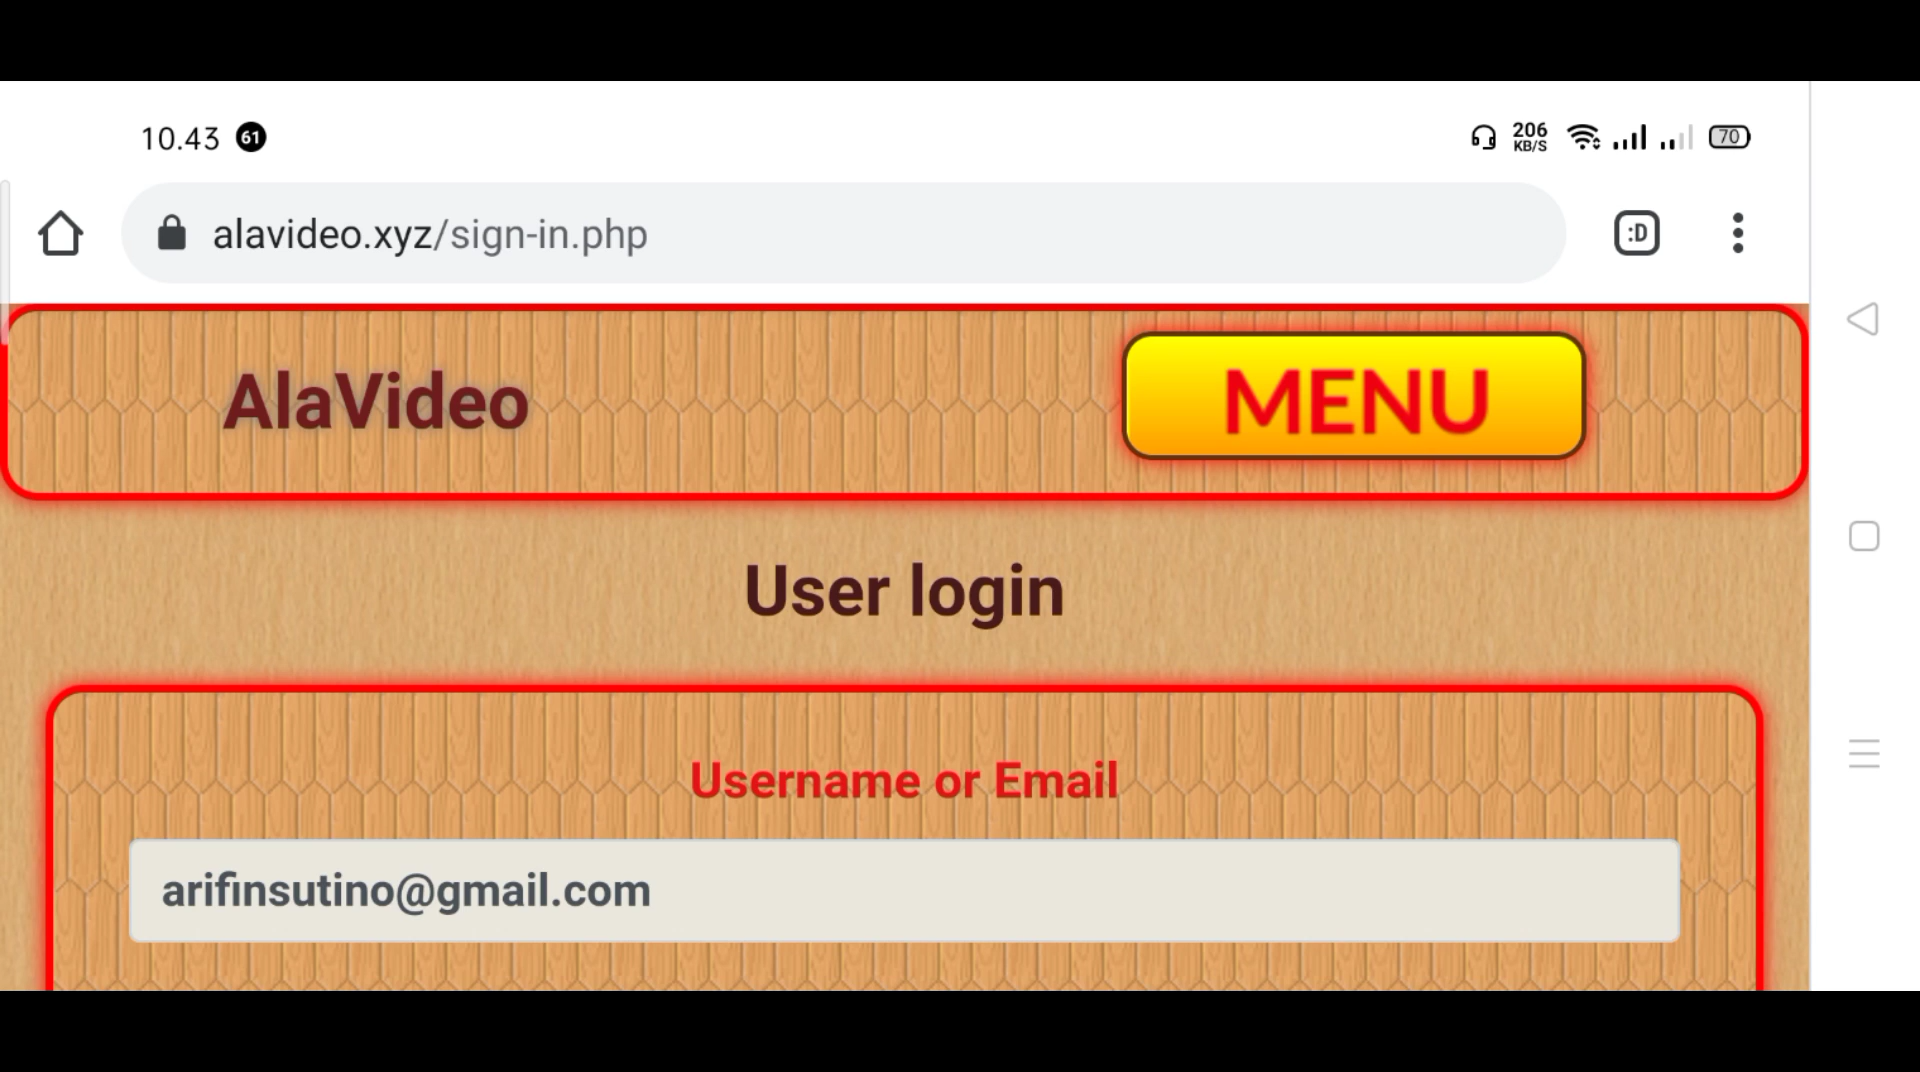 10.43 61 206 KB/S 70
alavideo.xyz/sign-in.php :D
AlaVideo MENU
User login
Username or Email
arifinsutino@gmail.com